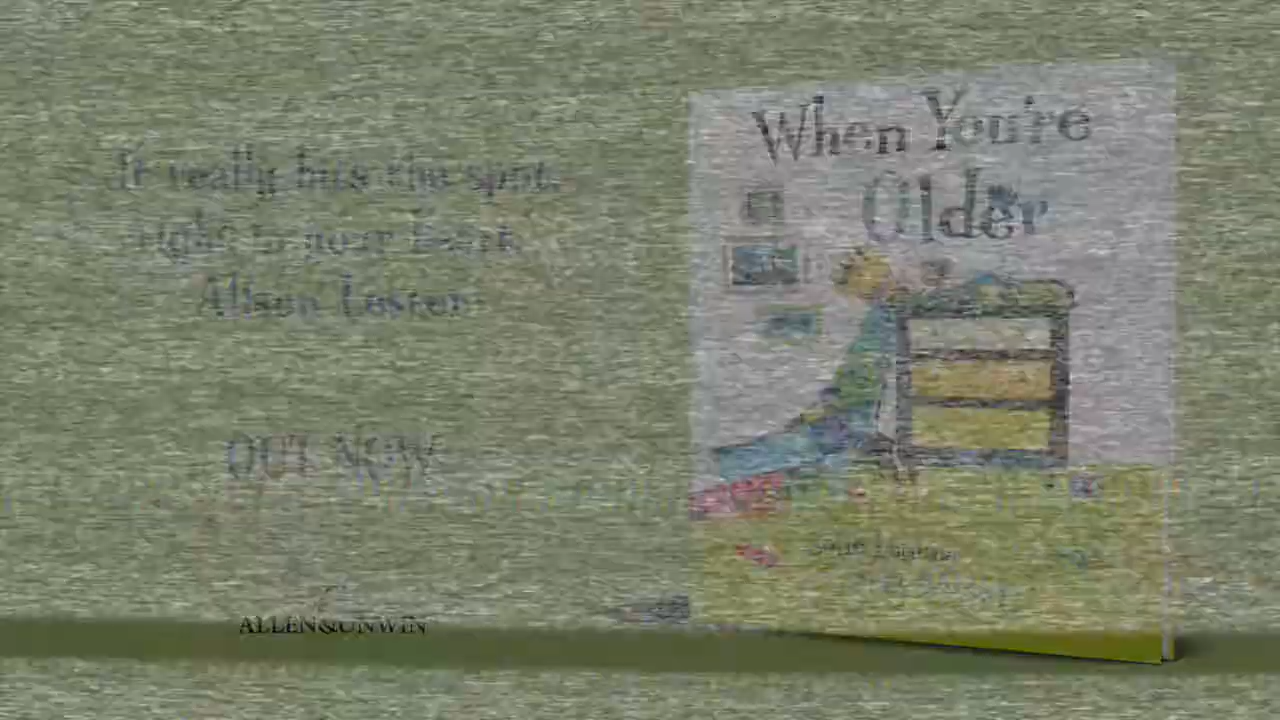 It really hits the spot,
right in your heart.
Alison Lester
OUT NOW
ALLEN&UNWIN
When You're
Older